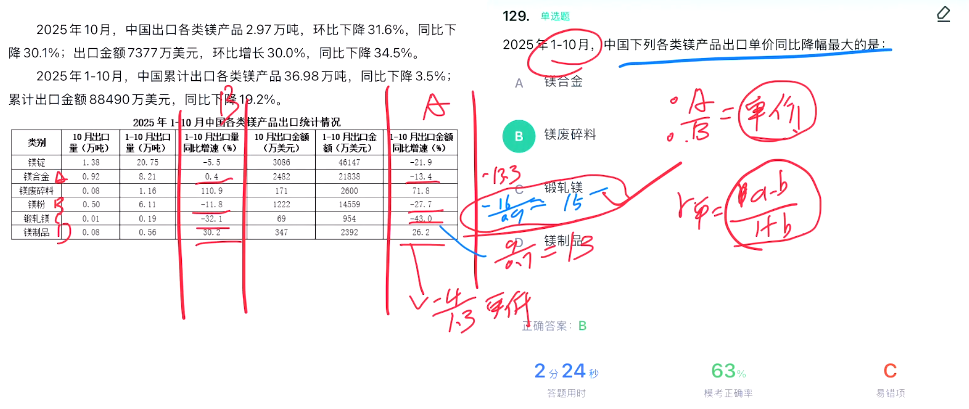 2025年10月，中国出口各类镁产品2.97万吨，环比下降31.6%，同比下
降30.1%；出口金额7377万美元，环比增长30.0%，同比下降34.5%。
2025年1-10月，中国累计出口各类镁产品36.98万吨，同比下降3.5%；
累计出口金额88490万美元，同比下降19.2%。
B
A
2025年1-10月中国各类镁产品出口统计情况
类别 10月出口量（万吨） 1-10月出口量（万吨） 1-10月出口量同比增速（%） 10月出口金额（万美元） 1-10月出口金额（万美元） 1-10月出口金额同比增速（%）
镁锭 1.38 20.75 -5.5 3086 46147 -21.9
镁合金 0.92 8.21 0.4 2482 21838 -13.4
镁废碎料 0.08 1.16 110.9 171 2600 71.8
镁粉 0.50 6.11 -11.8 1222 14559 -27.7
锻轧镁 0.01 0.19 -32.1 69 954 -43.0
镁制品 0.08 0.56 30.2 347 2392 26.2
A
B
D
-4/1.3 单价
129. 单选题
2025年1-10月，中国下列各类镁产品出口单价同比降幅最大的是：
A 镁合金
B 镁废碎料
C 锻轧镁
D 镁制品
A/B=单价
-13.3
-16/0.9= 15
9/0.7=13
r单=a-b/1+b
正确答案：B
2分24秒
答题用时
63%
模考正确率
C
易错项